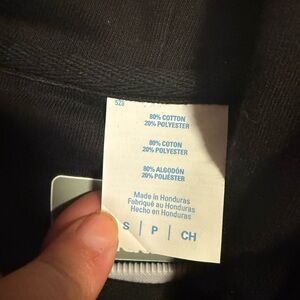 80% COTTON
20% POLYESTER
80% COTON
20% POLYESTER
80% ALGODÓN
20% POLIÉSTER
Made in Honduras
Fabriqué au Honduras
Hecho en Honduras
S | P | CH